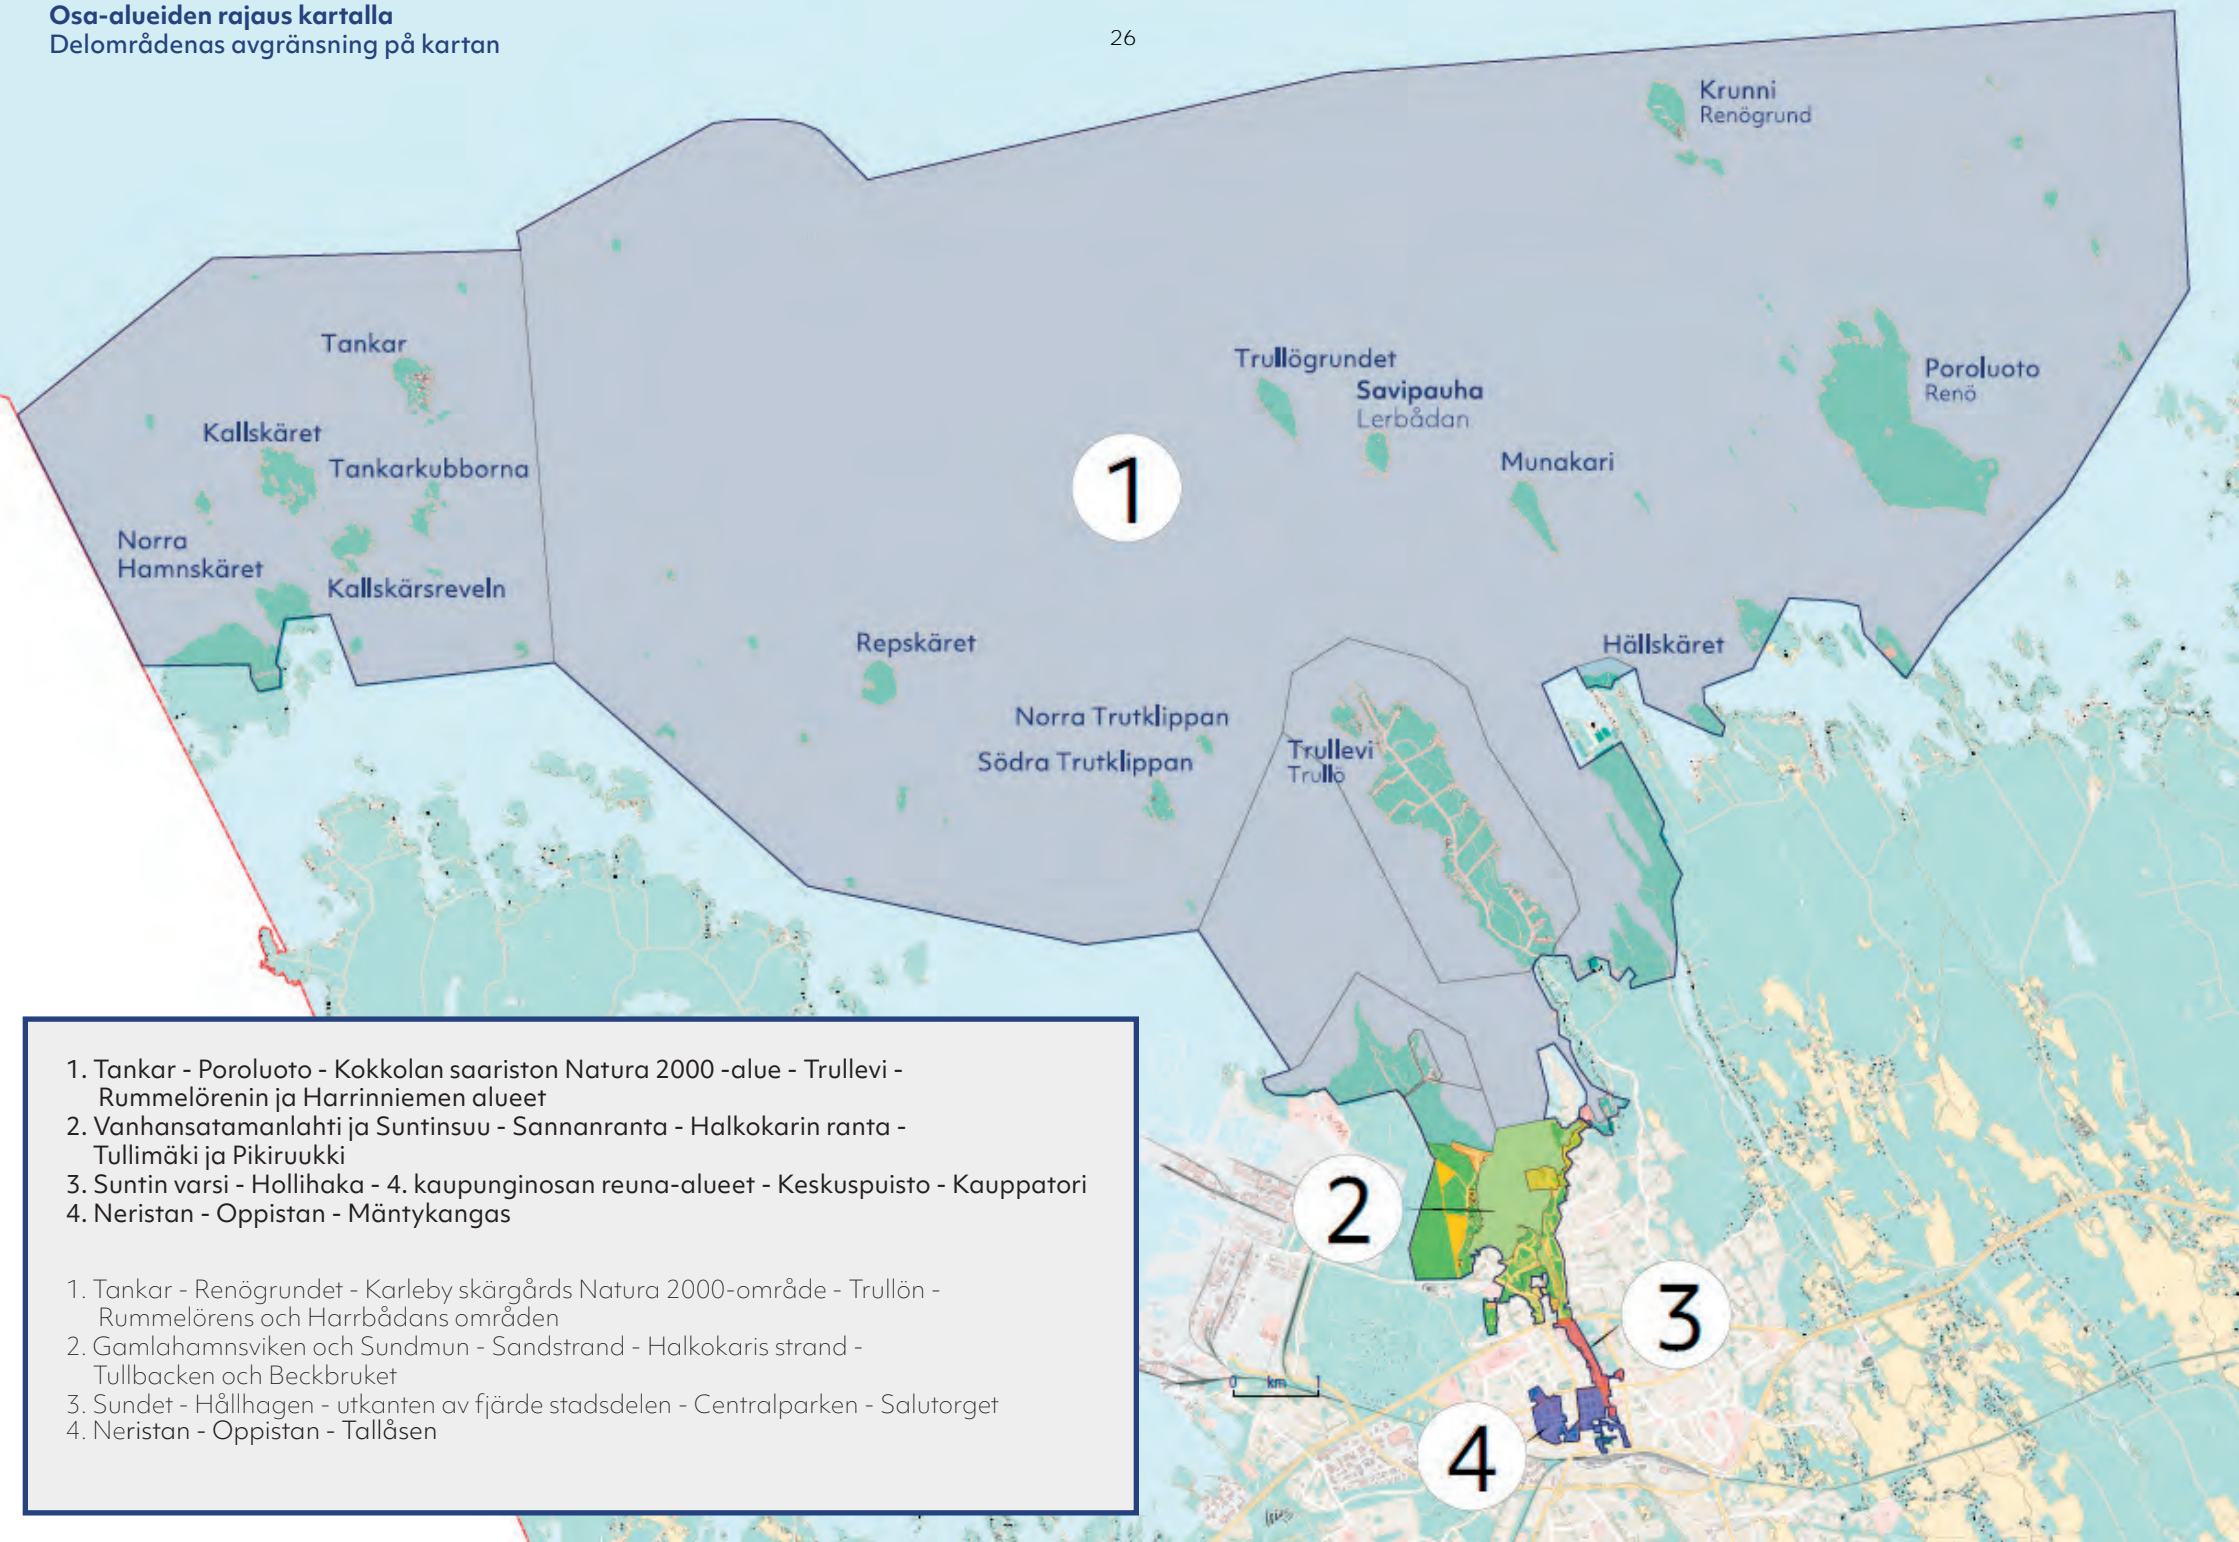 Osa-alueiden rajaus kartalla
Delområdenas avgränsning på kartan
26
Krunni
Renögrund
Tankar
Trullögrundet
Savipauha
Lerbådan
Poroluoto
Renö
Kallskäret
Tankarkubborna
Munakari
1
Norra
Hamnskäret
Kallskärsreveln
Repskäret
Hällskäret
Norra Trutklippan
Södra Trutklippan
Trullevi
Trullö
1. Tankar - Poroluoto - Kokkolan saariston Natura 2000 -alue - Trullevi -
Rummelörenin ja Harrinniemen alueet
2. Vanhansatamanlahti ja Suntinsuu - Sannanranta - Halkokarin ranta -
Tullimäki ja Pikiruukki
3. Suntin varsi - Hollihaka - 4. kaupunginosan reuna-alueet - Keskuspuisto - Kauppatori
4. Neristan - Oppistan - Mäntykangas
1. Tankar - Renögrundet - Karleby skärgårds Natura 2000-område - Trullön -
Rummelörens och Harrbådans områden
2. Gamlahamnsviken och Sundmun - Sandstrand - Halkokaris strand -
Tullbacken och Beckbruket
3. Sundet - Hållhagen - utkanten av fjärde stadsdelen - Centralparken - Salutorget
4. Neristan - Oppistan - Tallåsen
2
3
0 km 1
4